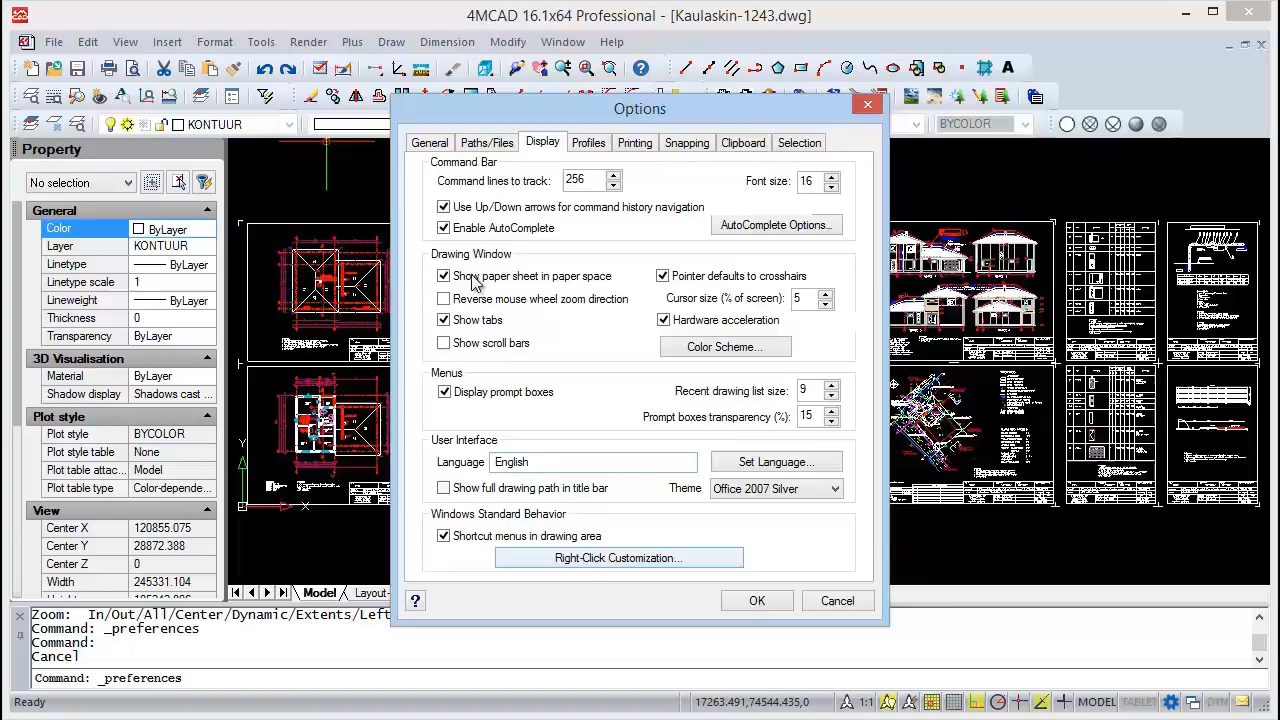 4MCAD 16.1x64 Professional - [Kaulaskin-1243.dwg]
File Edit View Insert Format Tools Render Plus Draw Dimension Modify Window Help
KONTUUR
BYCOLOR
Property
No selection
General
Color ByLayer
Layer KONTUUR
Linetype ByLayer
Linetype scale 1
Lineweight ByLayer
Thickness 0
Transparency ByLayer
3D Visualisation
Material ByLayer
Shadow display Shadows cast ...
Plot style
Plot style BYCOLOR
Plot style table None
Plot table attac... Model
Plot table type Color-depende...
View
Center X 120855.075
Center Y 28872.388
Center Z 0
Width 245331.104
Options
General Paths/Files Display Profiles Printing Snapping Clipboard Selection
Command Bar
Command lines to track: 256 Font size: 16
Use Up/Down arrows for command history navigation
Enable AutoComplete AutoComplete Options...
Drawing Window
Show paper sheet in paper space Pointer defaults to crosshairs
Reverse mouse wheel zoom direction Cursor size (% of screen): 5
Show tabs Hardware acceleration
Show scroll bars Color Scheme...
Menus
Display prompt boxes Recent drawing list size: 9
Prompt boxes transparency (%): 15
User Interface
Language English Set Language...
Show full drawing path in title bar Theme Office 2007 Silver
Windows Standard Behavior
Shortcut menus in drawing area
Right-Click Customization...
? OK Cancel
Y
X
Model Layout-
Zoom: In/Out/All/Center/Dynamic/Extents/Left
Command: _preferences
Command:
Cancel
Command: _preferences
Ready 17263.491,74544.435,0 1:1 MODEL TABLET DYN